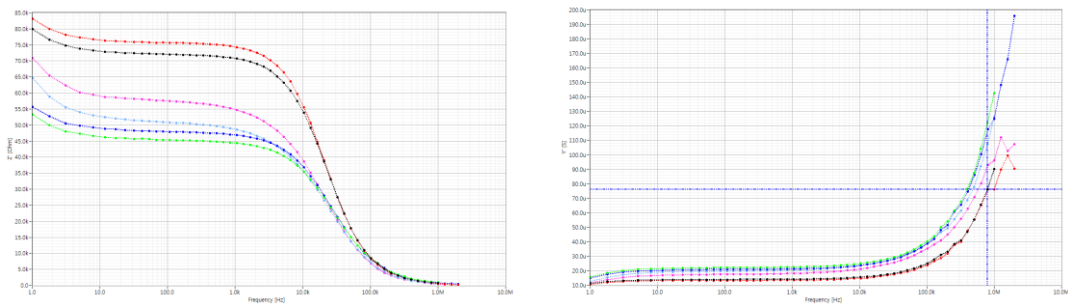 85.0k
80.0k
75.0k
70.0k
65.0k
60.0k
55.0k
50.0k
45.0k
40.0k
35.0k
30.0k
25.0k
20.0k
15.0k
10.0k
5.0k
0.0
Z' [Ohm]
1.0 10.0 100.0 1.0k 10.0k 100.0k 1.0M 10.0M
Frequency [Hz]
200.0u
190.0u
180.0u
170.0u
160.0u
150.0u
140.0u
130.0u
120.0u
110.0u
100.0u
90.0u
80.0u
70.0u
60.0u
50.0u
40.0u
30.0u
20.0u
10.0u
Y' [S]
1.0 10.0 100.0 1.0k 10.0k 100.0k 1.0M 10.0M
Frequency [Hz]